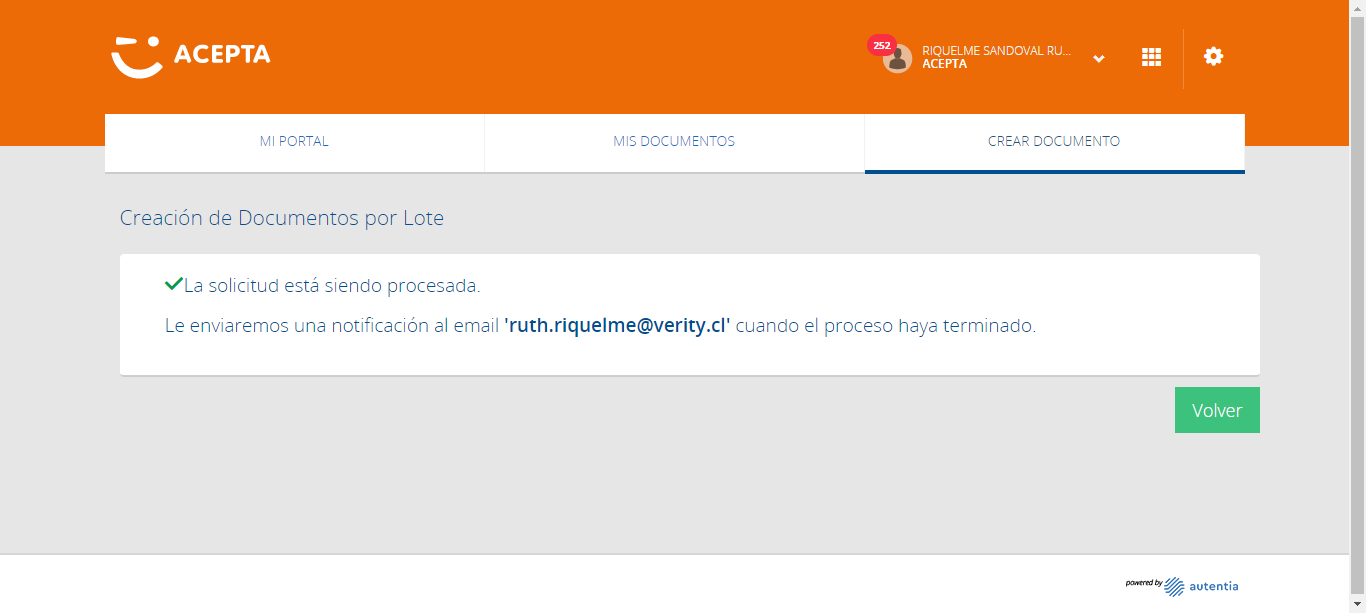 ACEPTA
252
RIQUELME SANDOVAL RU...
ACEPTA
MI PORTAL
MIS DOCUMENTOS
CREAR DOCUMENTO
Creación de Documentos por Lote
La solicitud está siendo procesada.
Le enviaremos una notificación al email 'ruth.riquelme@verity.cl' cuando el proceso haya terminado.
Volver
powered by autentia